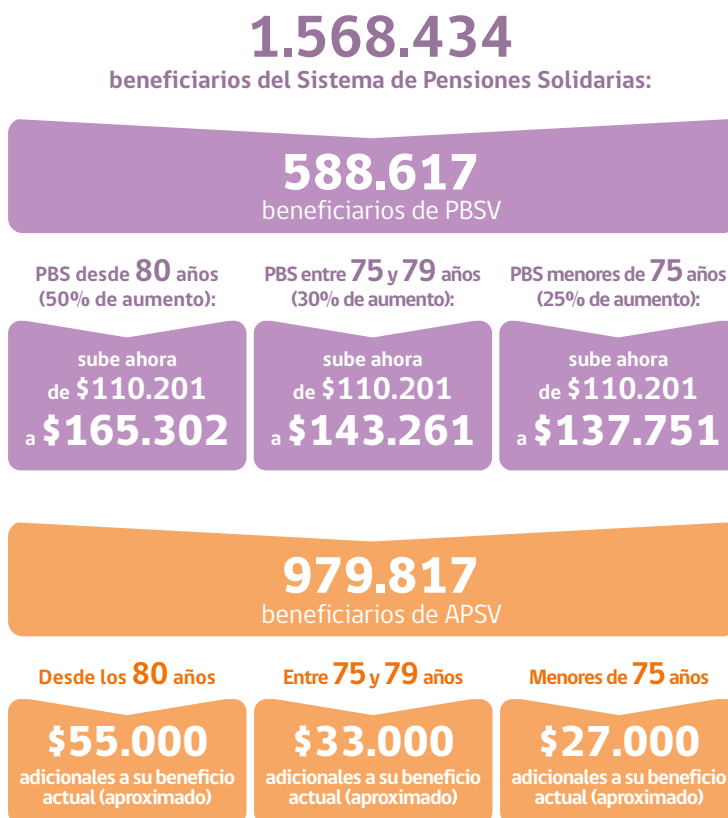 1.568.434
beneficiarios del Sistema de Pensiones Solidarias:
588.617
beneficiarios de PBSV
PBS desde 80 años
(50% de aumento):
sube ahora
de $110.201
a $165.302
PBS entre 75 y 79 años
(30% de aumento):
sube ahora
de $110.201
a $143.261
PBS menores de 75 años
(25% de aumento):
sube ahora
de $110.201
a $137.751
979.817
beneficiarios de APSV
Desde los 80 años
$55.000
adicionales a su beneficio
actual (aproximado)
Entre 75 y 79 años
$33.000
adicionales a su beneficio
actual (aproximado)
Menores de 75 años
$27.000
adicionales a su beneficio
actual (aproximado)